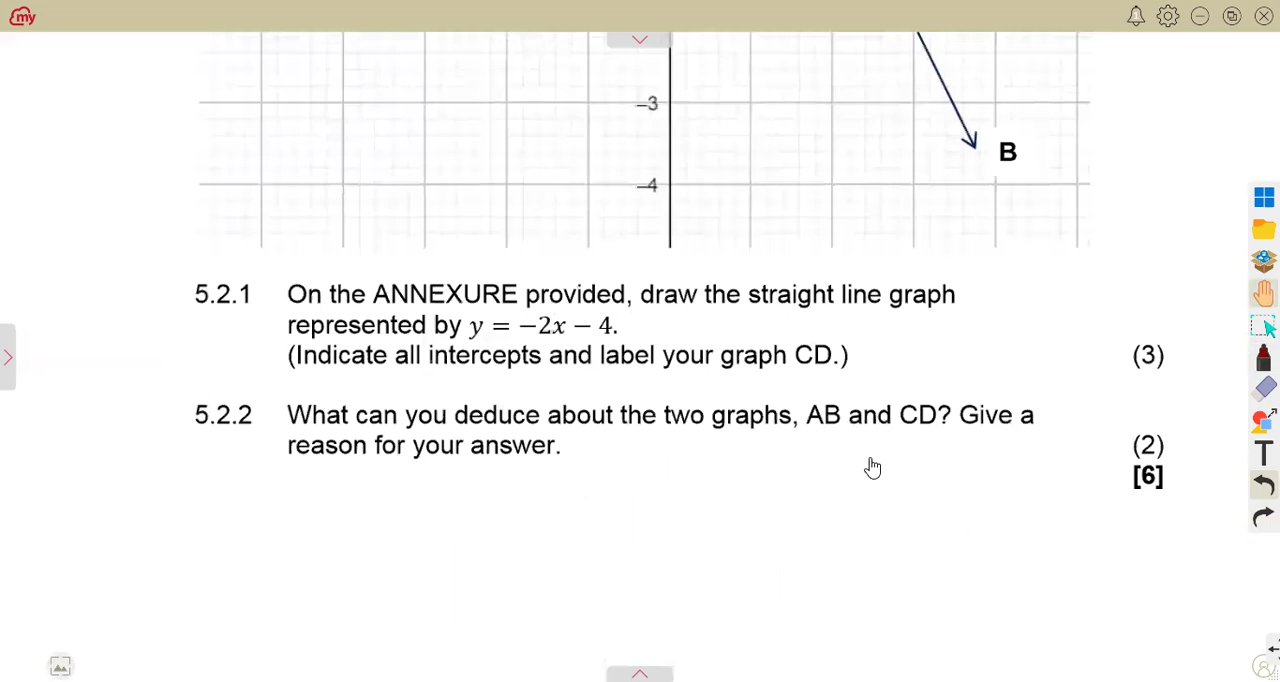 my
–3
B
–4
5.2.1 On the ANNEXURE provided, draw the straight line graph
represented by y = −2x − 4.
(Indicate all intercepts and label your graph CD.) (3)
5.2.2 What can you deduce about the two graphs, AB and CD? Give a
reason for your answer. (2)
[6]
T